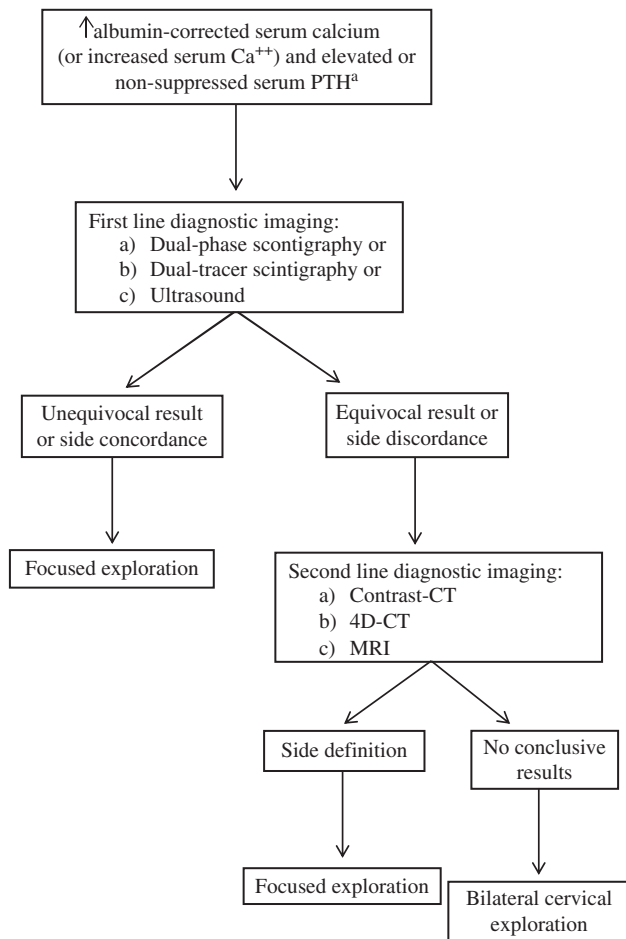 ↑albumin-corrected serum calcium
(or increased serum Ca⁺⁺) and elevated or
non-suppressed serum PTHᵃ
First line diagnostic imaging:
a) Dual-phase scontigraphy or
b) Dual-tracer scintigraphy or
c) Ultrasound
Unequivocal result
or side concordance
Equivocal result or
side discordance
Focused exploration
Second line diagnostic imaging:
a) Contrast-CT
b) 4D-CT
c) MRI
Side definition
No conclusive
results
Focused exploration
Bilateral cervical
exploration